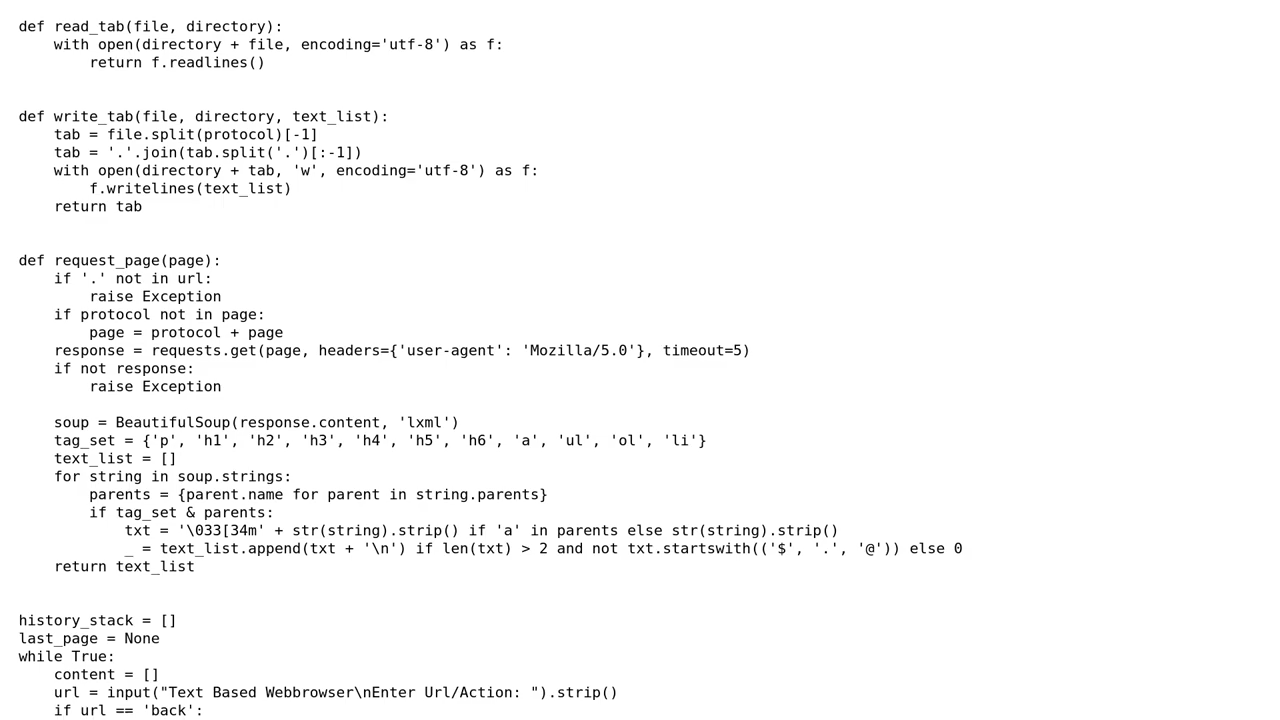 def read_tab(file, directory):
    with open(directory + file, encoding='utf-8') as f:
        return f.readlines()


def write_tab(file, directory, text_list):
    tab = file.split(protocol)[-1]
    tab = '.'.join(tab.split('.')[:-1])
    with open(directory + tab, 'w', encoding='utf-8') as f:
        f.writelines(text_list)
    return tab


def request_page(page):
    if '.' not in url:
        raise Exception
    if protocol not in page:
        page = protocol + page
    response = requests.get(page, headers={'user-agent': 'Mozilla/5.0'}, timeout=5)
    if not response:
        raise Exception

    soup = BeautifulSoup(response.content, 'lxml')
    tag_set = {'p', 'h1', 'h2', 'h3', 'h4', 'h5', 'h6', 'a', 'ul', 'ol', 'li'}
    text_list = []
    for string in soup.strings:
        parents = {parent.name for parent in string.parents}
        if tag_set & parents:
            txt = '\033[34m' + str(string).strip() if 'a' in parents else str(string).strip()
            _ = text_list.append(txt + '\n') if len(txt) > 2 and not txt.startswith(('$', '.', '@')) else 0
    return text_list


history_stack = []
last_page = None
while True:
    content = []
    url = input("Text Based Webbrowser\nEnter Url/Action: ").strip()
    if url == 'back':